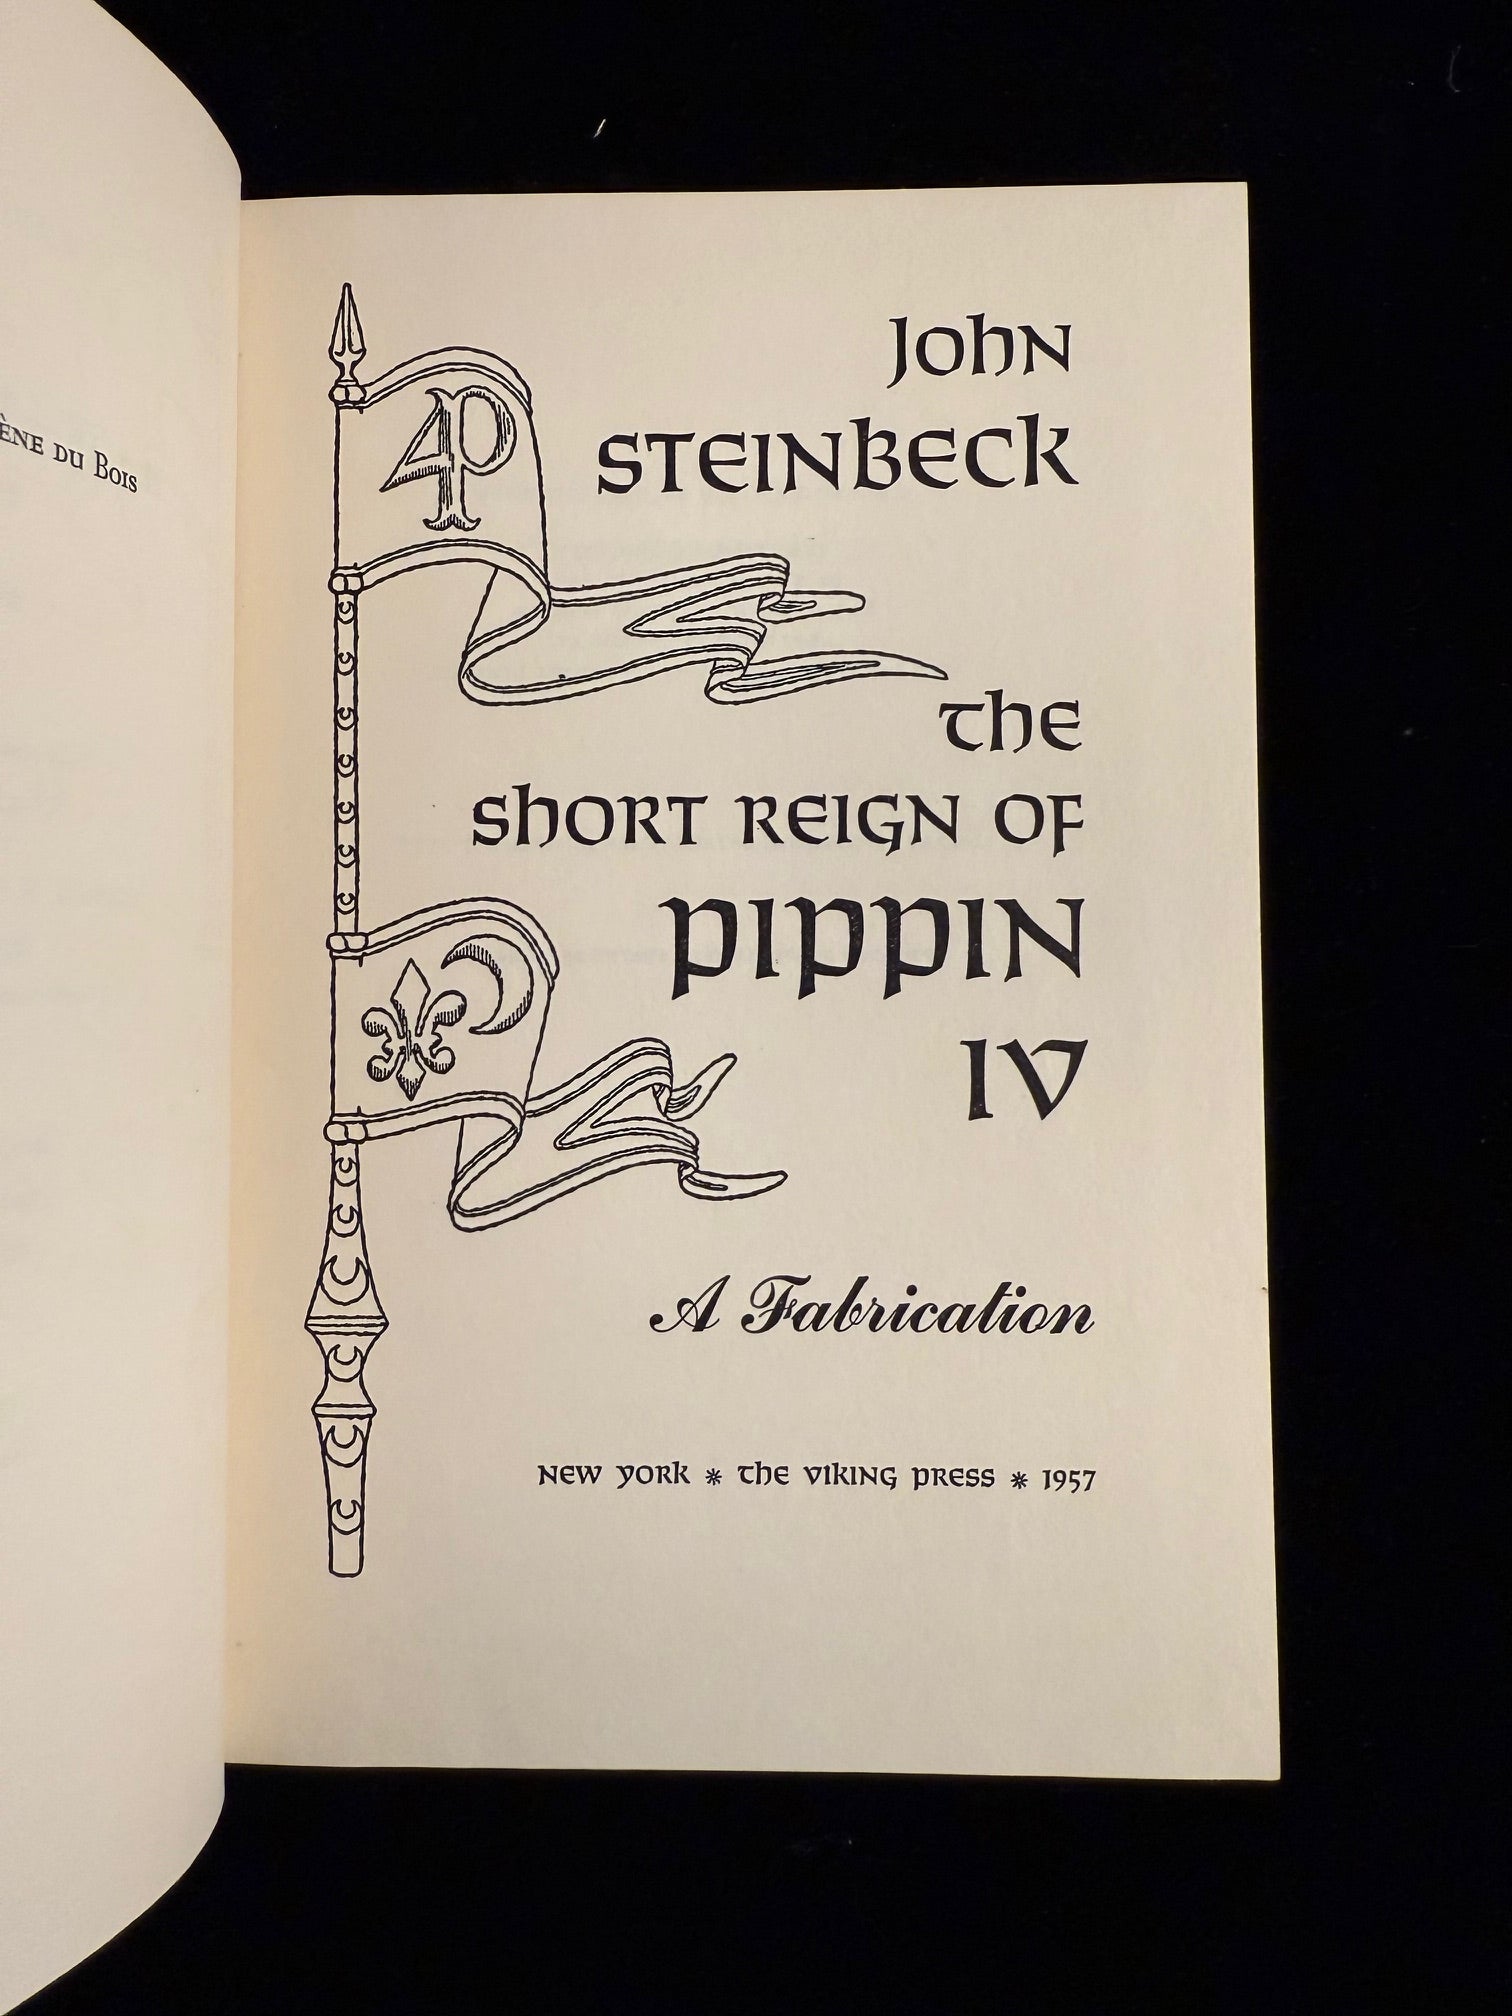 ÈNE DU BOIS
John
STEINBECK
4P
the
short REIGN OF
PIPPIN
IV
A Fabrication
NEW YORK * THE VIKING PRESS * 1957